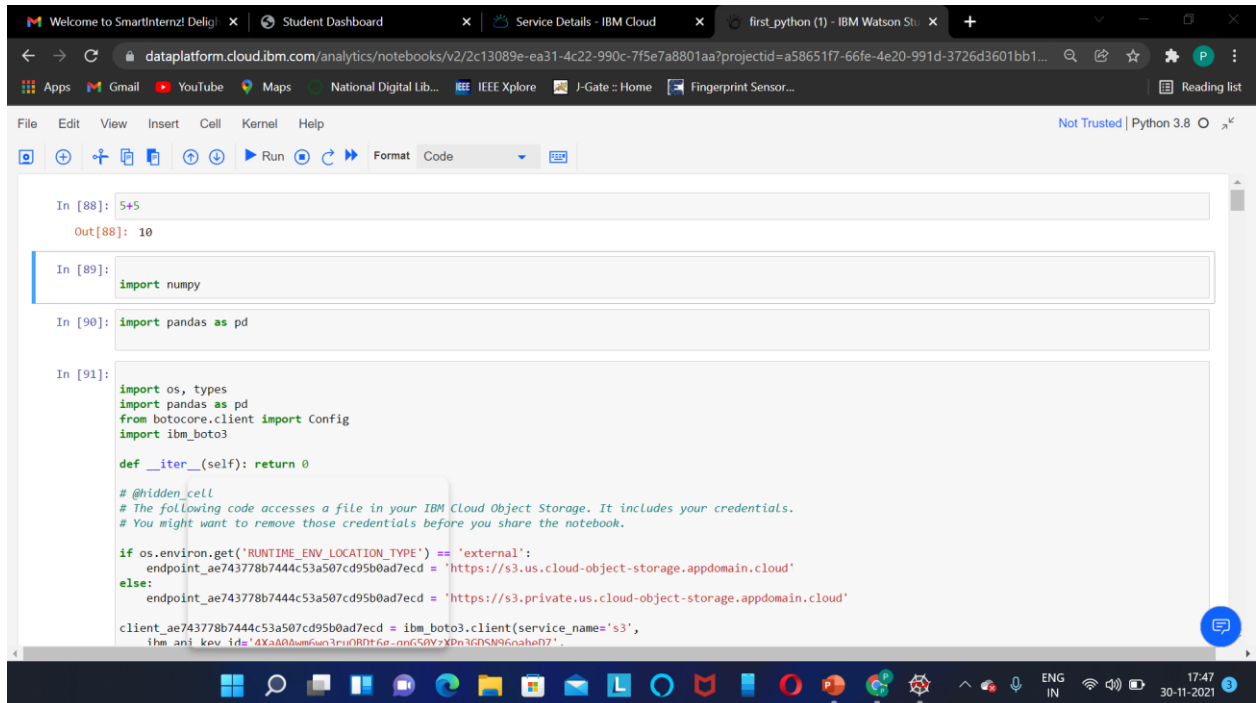 Welcome to SmartInternz! Deligh
Student Dashboard
Service Details - IBM Cloud
first_python (1) - IBM Watson Stu
dataplatform.cloud.ibm.com/analytics/notebooks/v2/2c13089e-ea31-4c22-990c-7f5e7a8801aa?projectid=a58651f7-66fe-4e20-991d-3726d3601bb1...
Apps Gmail YouTube Maps National Digital Lib... IEEE IEEE Xplore J-Gate :: Home Fingerprint Sensor... Reading list
File Edit View Insert Cell Kernel Help Not Trusted | Python 3.8
Run Format Code
In [88]: 5+5
Out[88]: 10
In [89]:
import numpy
In [90]: import pandas as pd
In [91]:
import os, types
import pandas as pd
from botocore.client import Config
import ibm_boto3
def __iter__(self): return 0
# @hidden_cell
# The following code accesses a file in your IBM Cloud Object Storage. It includes your credentials.
# You might want to remove those credentials before you share the notebook.
if os.environ.get('RUNTIME_ENV_LOCATION_TYPE') == 'external':
endpoint_ae743778b7444c53a507cd95b0ad7ecd = 'https://s3.us.cloud-object-storage.appdomain.cloud'
else:
endpoint_ae743778b7444c53a507cd95b0ad7ecd = 'https://s3.private.us.cloud-object-storage.appdomain.cloud'
client_ae743778b7444c53a507cd95b0ad7ecd = ibm_boto3.client(service_name='s3',
ENG
IN
17:47
30-11-2021
3